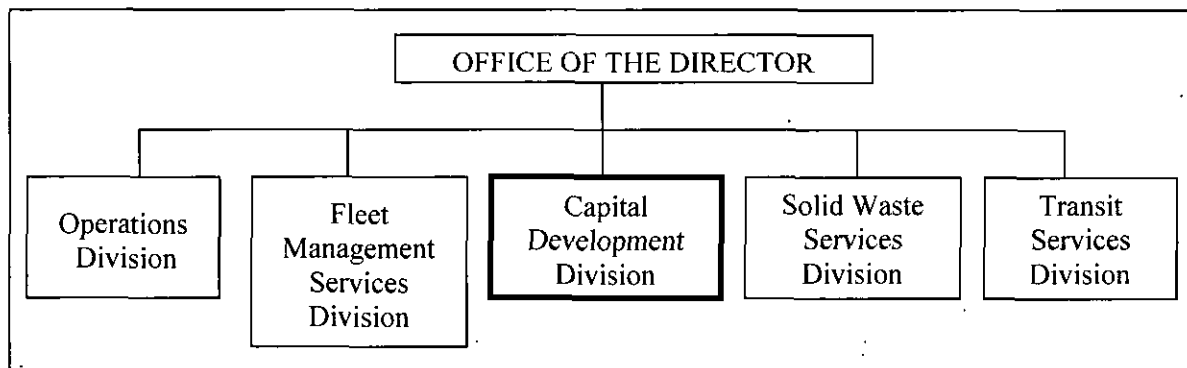 OFFICE OF THE DIRECTOR
Operations
Division
Fleet
Management
Services
Division
Capital
Development
Division
Solid Waste
Services
Division
Transit
Services
Division